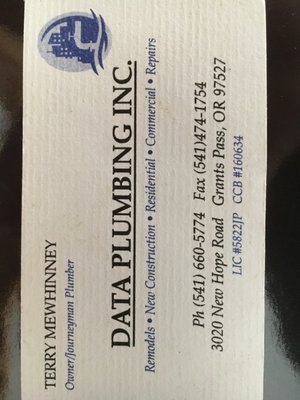 TERRY MEWHINNEY
Owner/Journeyman Plumber
DATA PLUMBING INC.
Remodels • New Construction • Residential • Commercial • Repairs
Ph (541) 660-5774 Fax (541)474-1754
3020 New Hope Road Grants Pass, OR 97527
LIC #5822JP CCB #160634